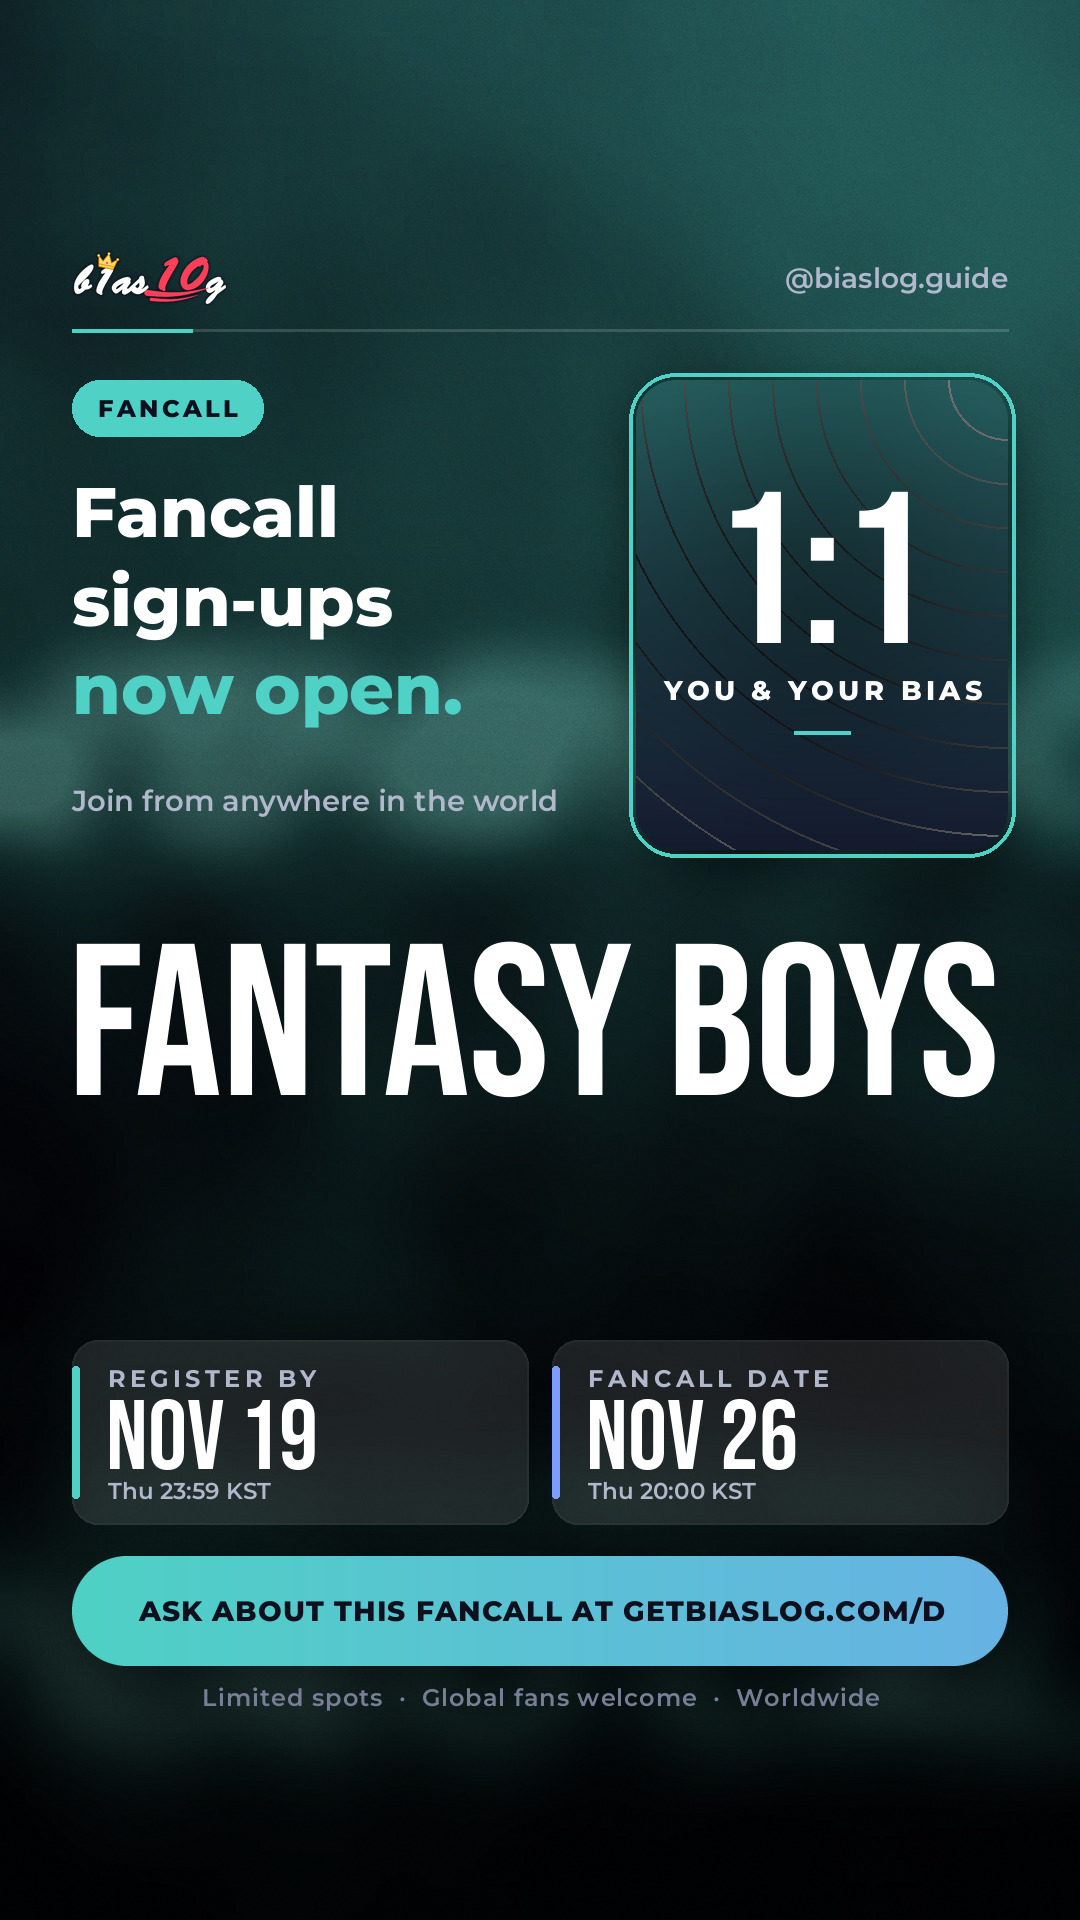 b1as10g
@biaslog.guide
FANCALL
Fancall
sign-ups
now open.
Join from anywhere in the world
1:1
YOU & YOUR BIAS
FANTASY BOYS
REGISTER BY
NOV 19
Thu 23:59 KST
FANCALL DATE
NOV 26
Thu 20:00 KST
ASK ABOUT THIS FANCALL AT GETBIASLOG.COM/D
Limited spots · Global fans welcome · Worldwide